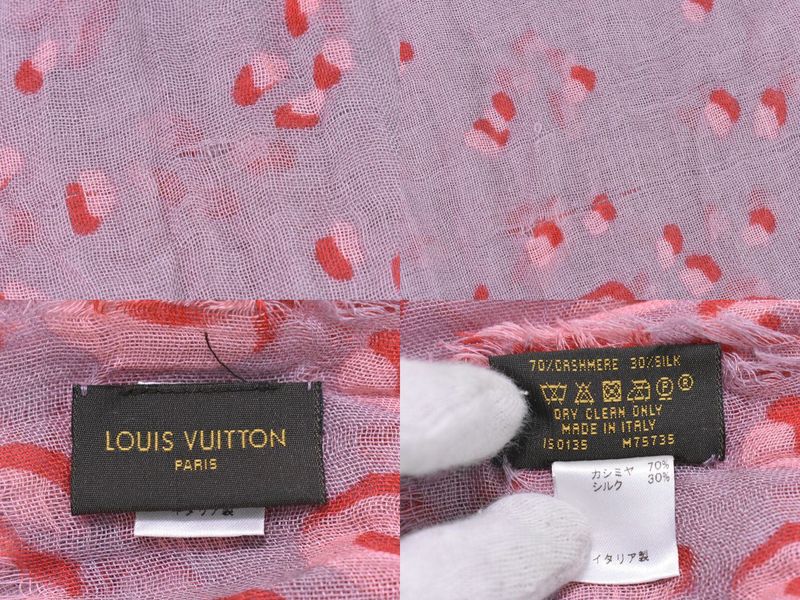 LOUIS VUITTON
PARIS
イタリア製
70%CASHMERE 30%SILK
DRY CLEAN ONLY
MADE IN ITALY
IS0135 M75735
カシミヤ 70%
シルク 30%
イタリア製